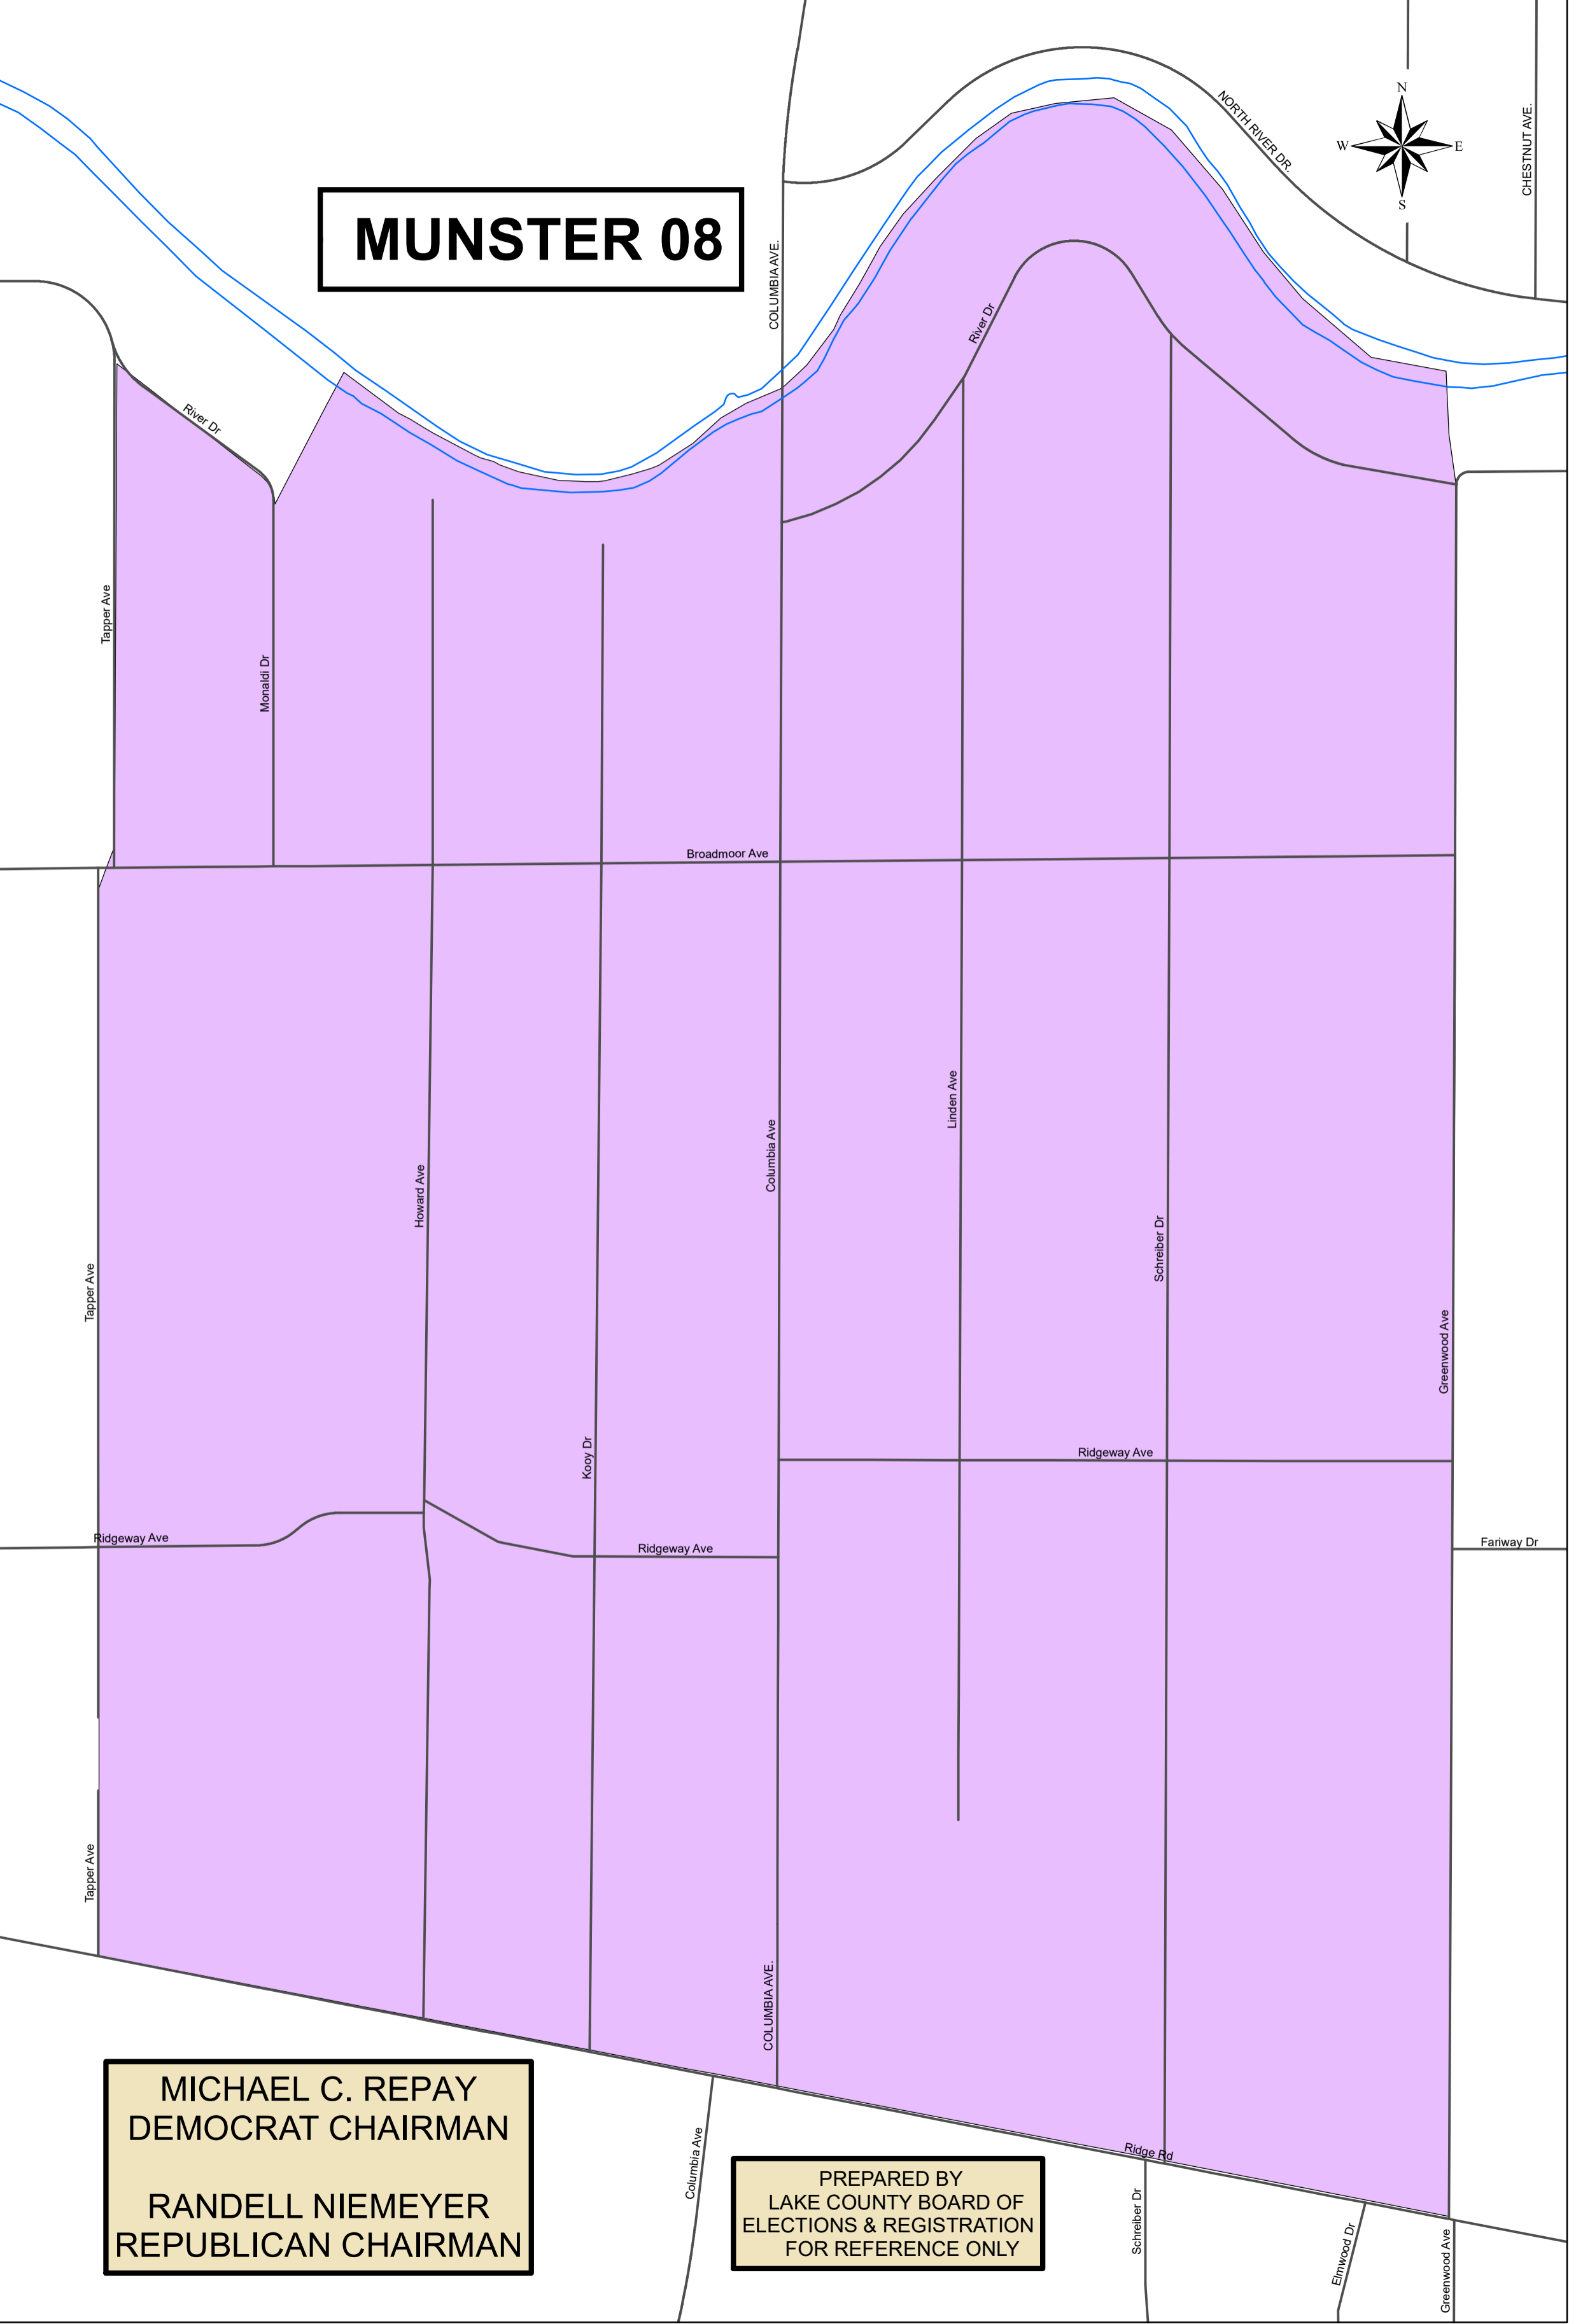 N
NORTH RIVER DR.
CHESTNUT AVE.
W
E
S
MUNSTER 08
COLUMBIA AVE.
River Dr
River Dr
Tapper Ave
Monaldi Dr
Broadmoor Ave
Linden Ave
Columbia Ave
Howard Ave
Schreiber Dr
Tapper Ave
Greenwood Ave
Kooy Dr
Ridgeway Ave
Ridgeway Ave
Ridgeway Ave
Fariway Dr
Tapper Ave
COLUMBIA AVE.
MICHAEL C. REPAY
DEMOCRAT CHAIRMAN
RANDELL NIEMEYER
REPUBLICAN CHAIRMAN
Columbia Ave
Ridge Rd
PREPARED BY
LAKE COUNTY BOARD OF
ELECTIONS & REGISTRATION
FOR REFERENCE ONLY
Schreiber Dr
Elmwood Dr
Greenwood Ave